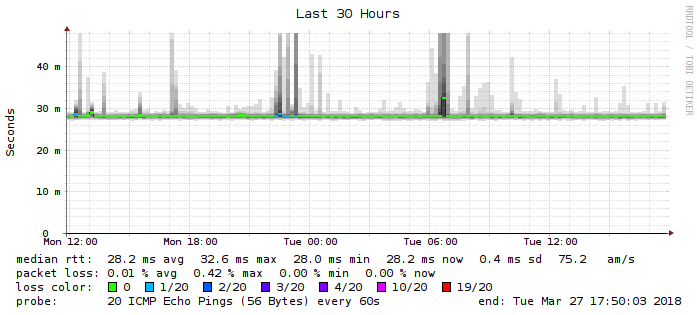 Last 30 Hours
RRDTOOL / TOBI OETIKER
Seconds
40 m
30 m
20 m
10 m
0
Mon 12:00 Mon 18:00 Tue 00:00 Tue 06:00 Tue 12:00
median rtt: 28.2 ms avg 32.6 ms max 28.0 ms min 28.2 ms now 0.4 ms sd 75.2 am/s
packet loss: 0.01 % avg 0.42 % max 0.00 % min 0.00 % now
loss color: 0 1/20 2/20 3/20 4/20 10/20 19/20
probe: 20 ICMP Echo Pings (56 Bytes) every 60s end: Tue Mar 27 17:50:03 2018